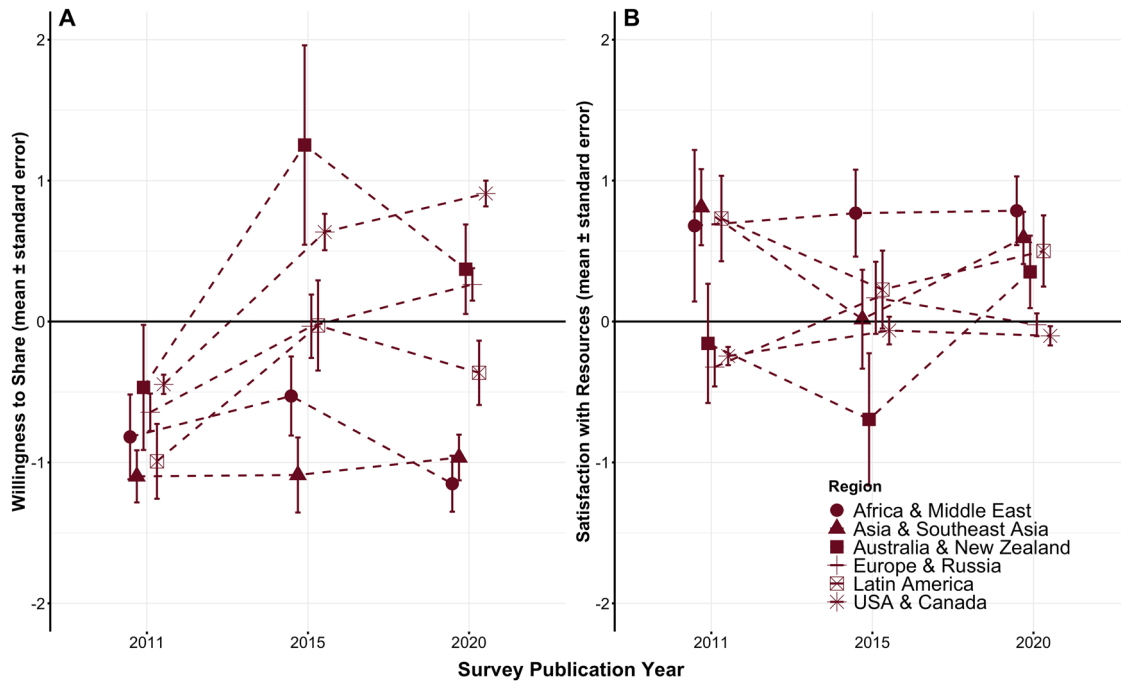 A
Willingness to Share (mean ± standard error)
2
1
0
-1
-2
2011
2015
2020
B
Satisfaction with Resources (mean ± standard error)
2
1
0
-1
-2
Region
Africa & Middle East
Asia & Southeast Asia
Australia & New Zealand
Europe & Russia
Latin America
USA & Canada
2011
2015
2020
Survey Publication Year